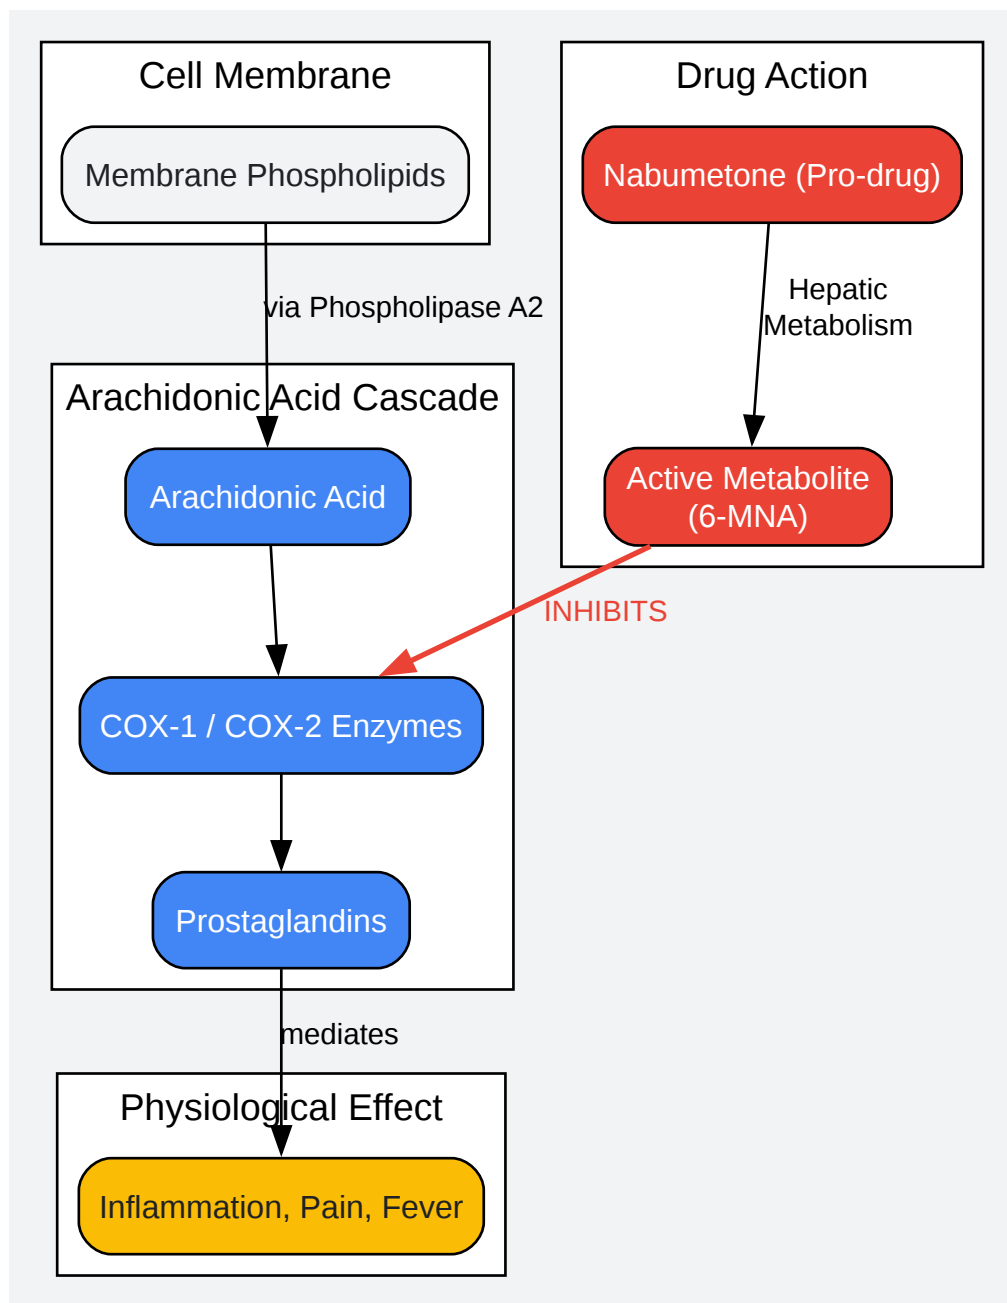 Cell Membrane
Membrane Phospholipids
via Phospholipase A2
Arachidonic Acid Cascade
Arachidonic Acid
COX-1 / COX-2 Enzymes
Prostaglandins
mediates
Physiological Effect
Inflammation, Pain, Fever
Drug Action
Nabumetone (Pro-drug)
Hepatic
Metabolism
Active Metabolite
(6-MNA)
INHIBITS